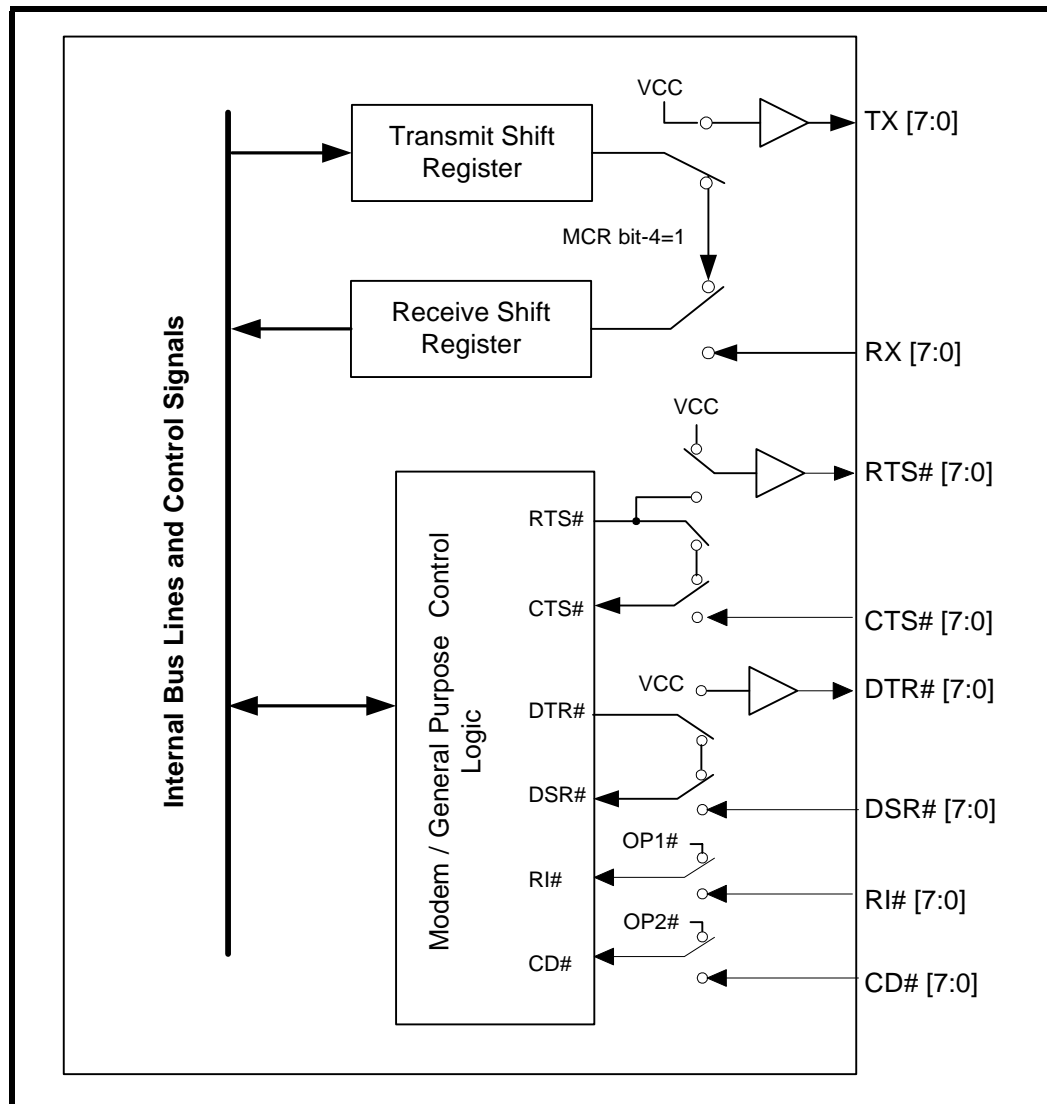 VCC
TX [7:0]
Transmit Shift
Register
MCR bit-4=1
Receive Shift
Register
RX [7:0]
Internal Bus Lines and Control Signals
VCC
RTS# [7:0]
RTS#
CTS#
CTS# [7:0]
Modem / General Purpose Control
Logic
VCC
DTR# [7:0]
DTR#
DSR#
DSR# [7:0]
OP1#
RI#
RI# [7:0]
OP2#
CD#
CD# [7:0]